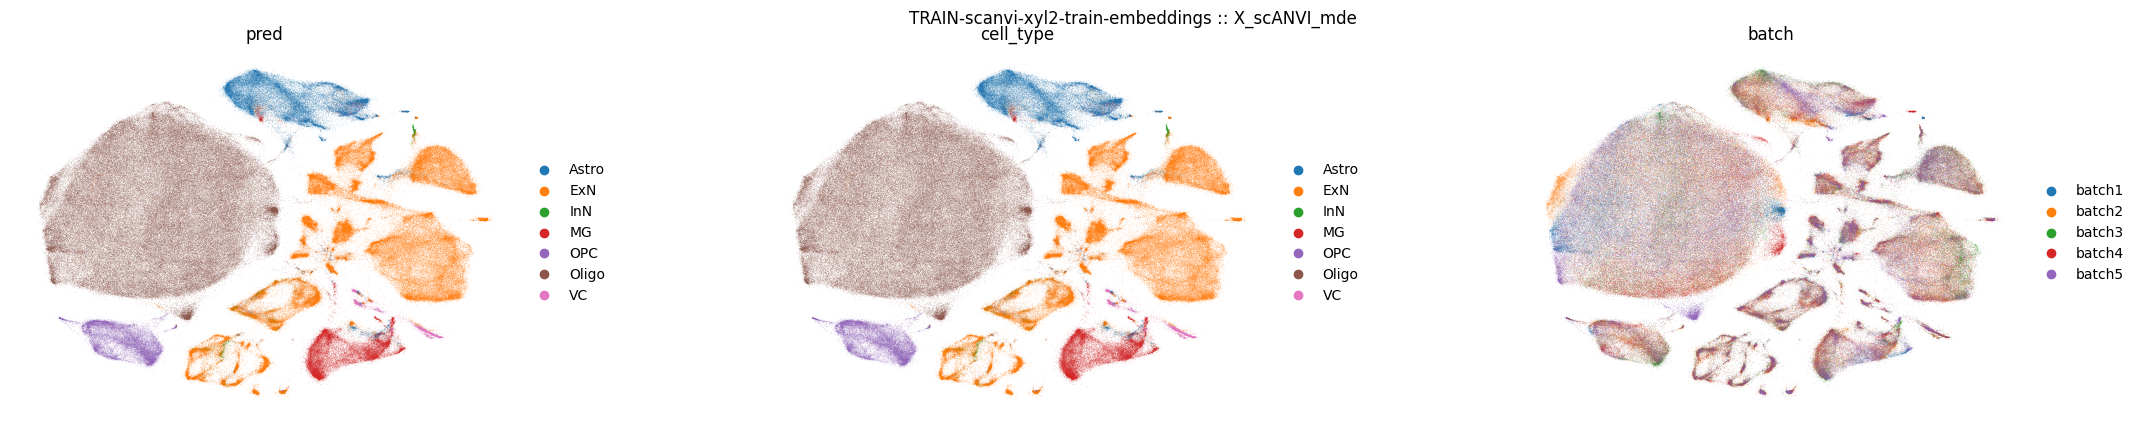 TRAIN-scanvi-xyl2-train-embeddings :: X_scANVI_mde
pred
cell_type
batch
Astro
ExN
InN
MG
OPC
Oligo
VC
Astro
ExN
InN
MG
OPC
Oligo
VC
batch1
batch2
batch3
batch4
batch5